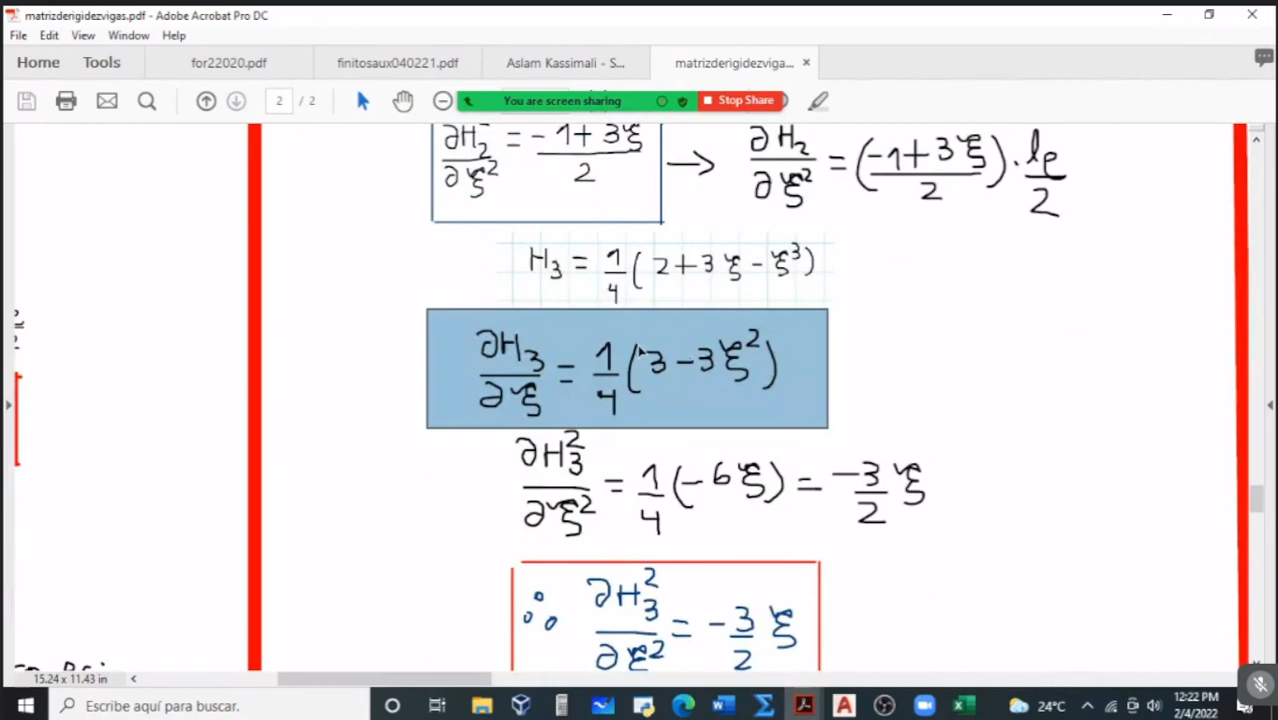 matrizderigidezvigas.pdf - Adobe Acrobat Pro DC
File Edit View Window Help
Home Tools for22020.pdf finitosaux040221.pdf Aslam Kassimali - S... matrizderigidezviga... ×
2 / 2 You are screen sharing Stop Share
∂H₂²/∂ξ² = (-1+3ξ)/2 → ∂H₂/∂ξ² = ((-1+3ξ)/2) · le/2
H₃ = 1/4 (2+3ξ-ξ³)
∂H₃/∂ξ = 1/4 (3-3ξ²)
∂H₃²/∂ξ² = 1/4 (-6ξ) = -3/2 ξ
∴ ∂H₃²/∂ξ² = -3/2 ξ
15.24 x 11.43 in
Escribe aquí para buscar. 24°C 12:22 PM
2/4/2022